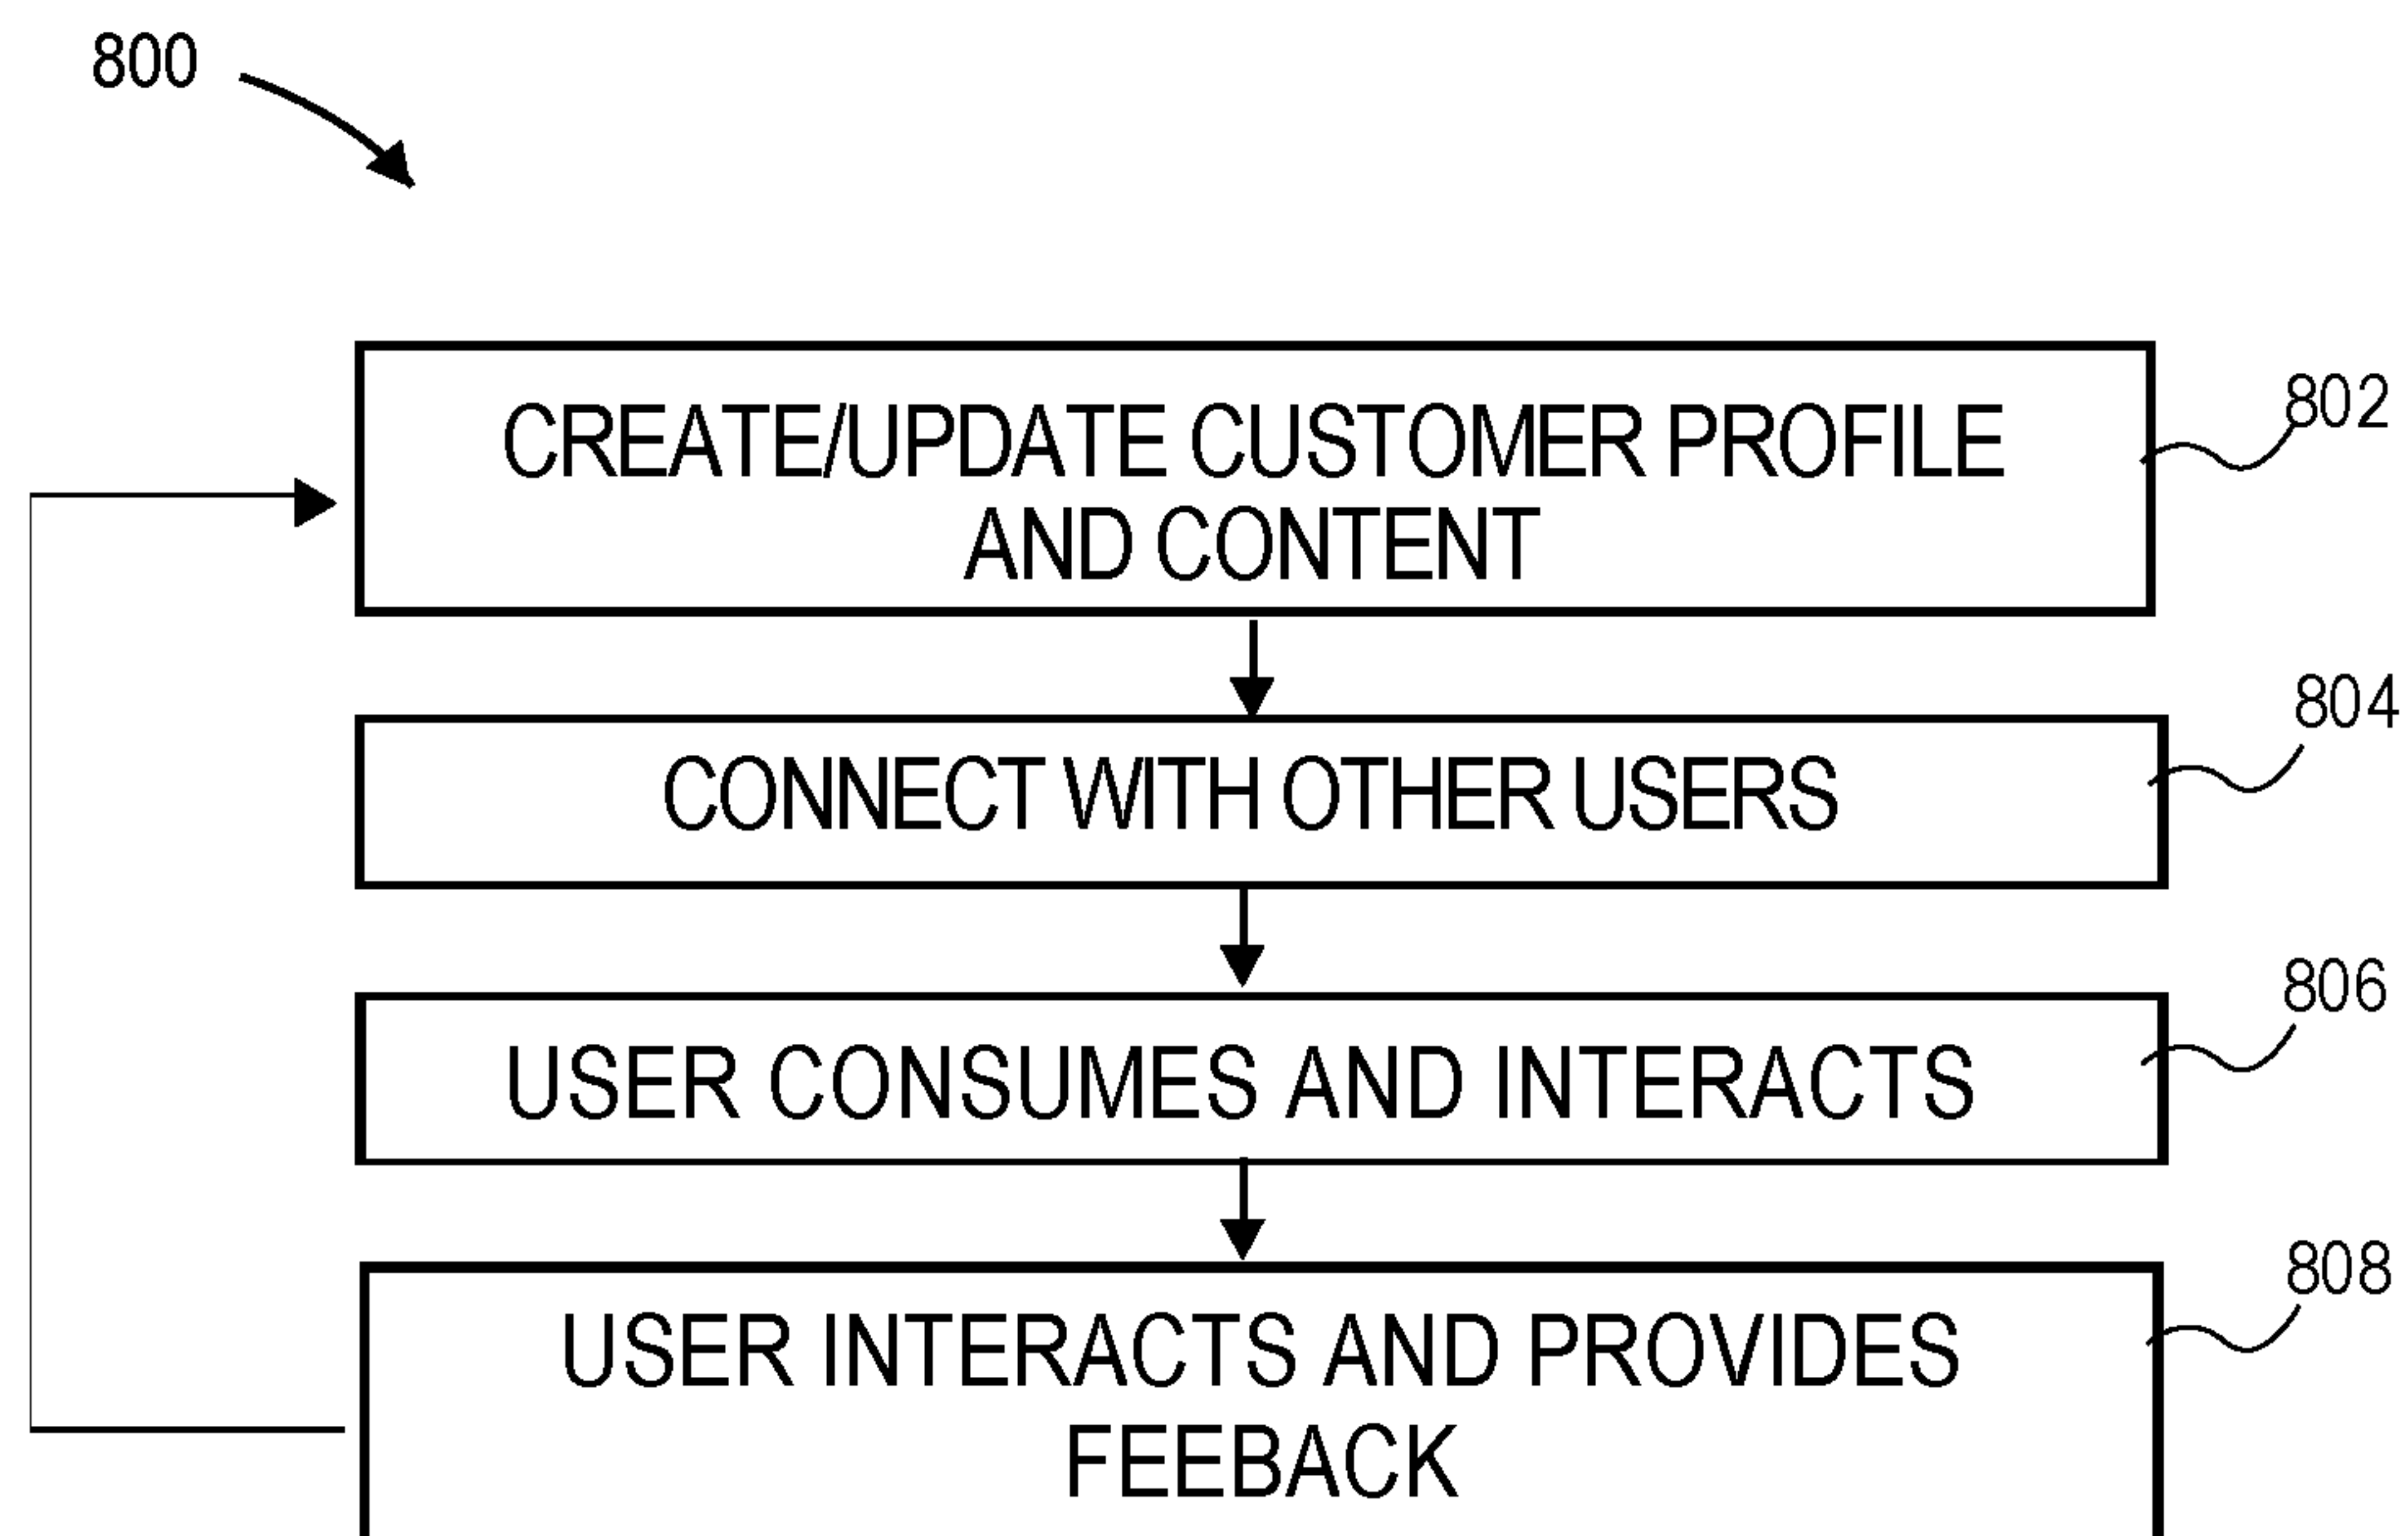 800
CREATE/UPDATE CUSTOMER PROFILE
AND CONTENT
802
CONNECT WITH OTHER USERS
804
USER CONSUMES AND INTERACTS
806
USER INTERACTS AND PROVIDES
FEEBACK
808